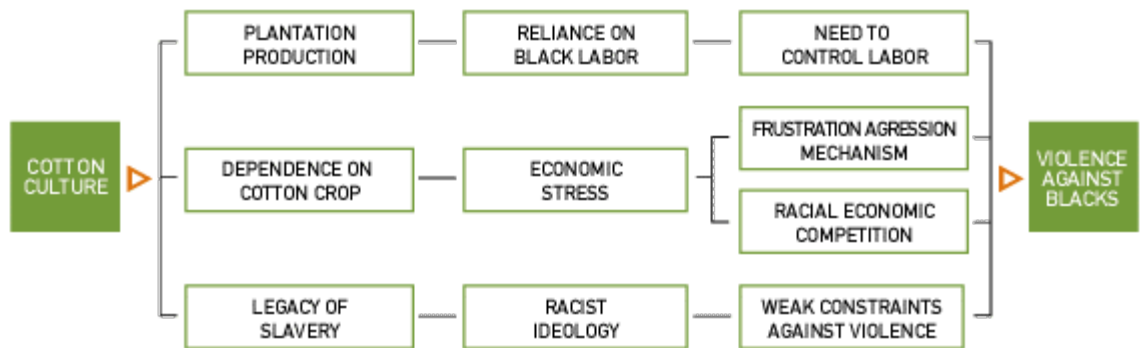 COTTON
CULTURE
PLANTATION
PRODUCTION
RELIANCE ON
BLACK LABOR
NEED TO
CONTROL LABOR
DEPENDENCE ON
COTTON CROP
ECONOMIC
STRESS
FRUSTRATION AGRESSION
MECHANISM
RACIAL ECONOMIC
COMPETITION
LEGACY OF
SLAVERY
RACIST
IDEOLOGY
WEAK CONSTRAINTS
AGAINST VIOLENCE
VIOLENCE
AGAINST
BLACKS